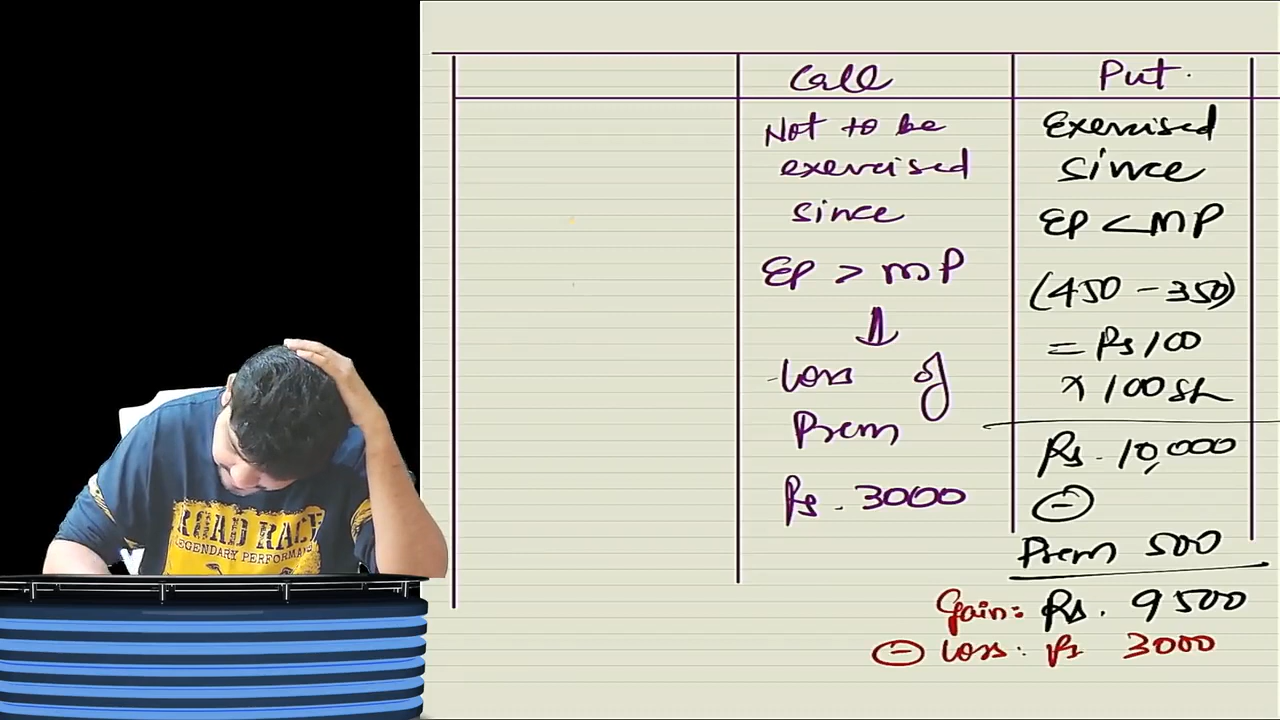 Call
Put.
Not to be
exercised
since
EP > MP
↓
Loss of
Prem
Rs. 3000
Exercised
since
EP < MP
(450 - 350)
= Rs 100
× 100 sh
Rs. 10,000
⊖
Prem 500
Gain: Rs. 9500
⊖ Loss: Rs 3000
ROAD RACE
LEGENDARY PERFORMA